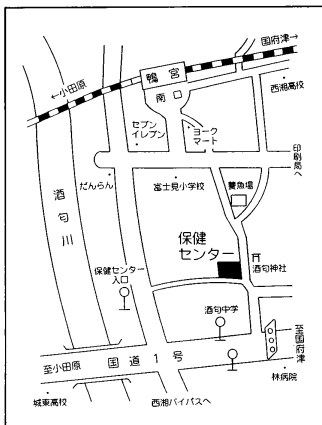 国府津→
←小田原
鴨宮
南口
西湘高校
セブン
イレブン
ヨーク
マート
印刷局へ
だんらん
富士見小学校
養魚場
酒匂川
保健
センター
保健センター
入口
酒匂神社
酒匂中学
至国府津
至小田原
国道1号
林病院
城東高校
西湘バイパスへ